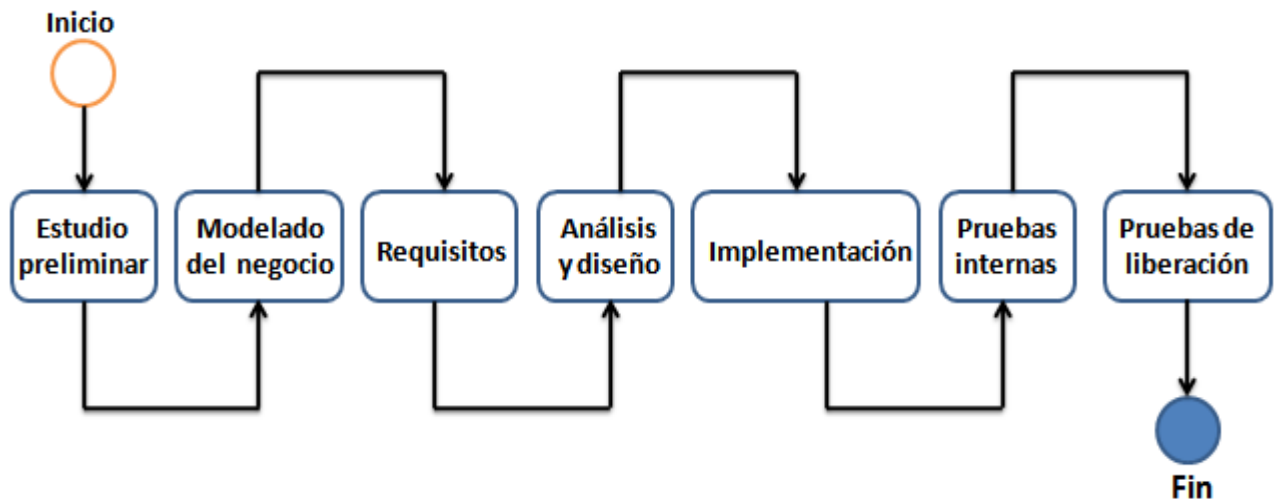 Inicio
Estudio
preliminar
Modelado
del negocio
Requisitos
Análisis
y diseño
Implementación
Pruebas
internas
Pruebas de
liberación
Fin